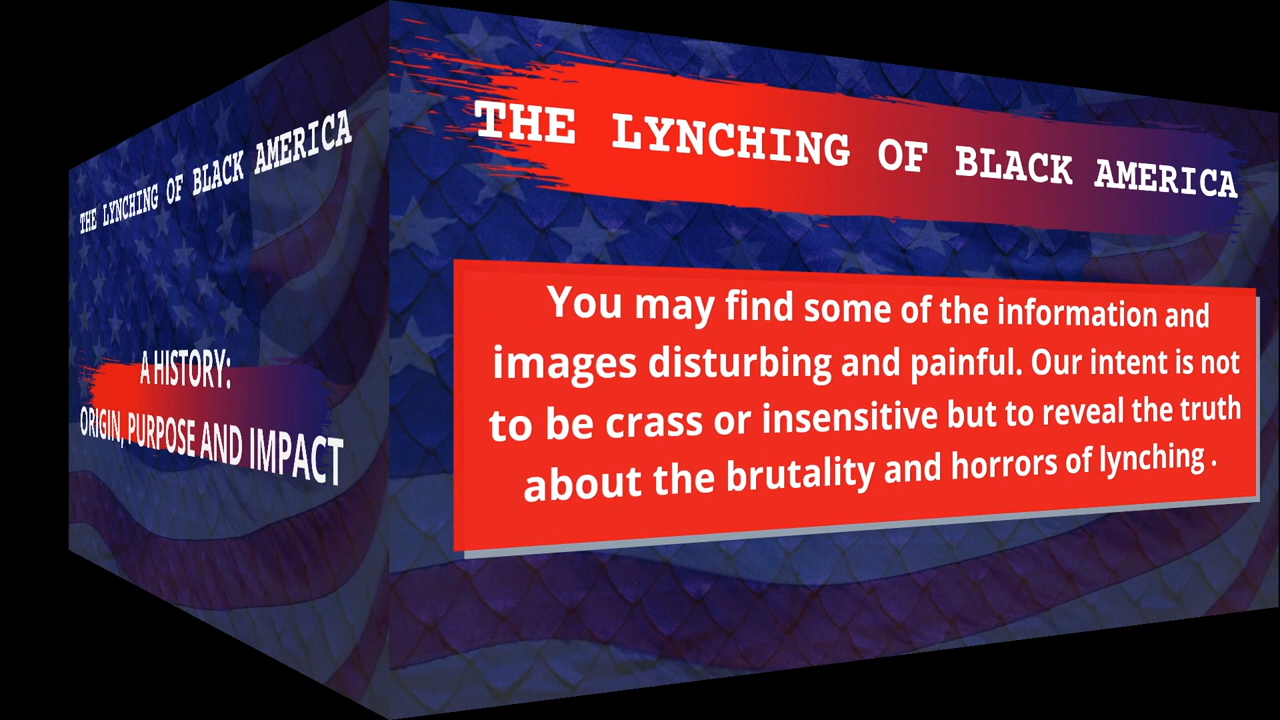 THE LYNCHING OF BLACK AMERICA
A HISTORY:
ORIGIN, PURPOSE AND IMPACT
THE LYNCHING OF BLACK AMERICA
You may find some of the information and
images disturbing and painful. Our intent is not
to be crass or insensitive but to reveal the truth
about the brutality and horrors of lynching .